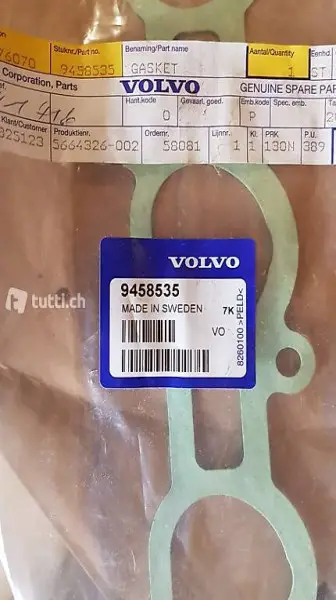 76070
Stuknr./Part no.
9458535
Benaming/Part name
GASKET
Aantal/Quantity
1
Eenheid
ST
Corporation, Parts
VOLVO
GENUINE SPARE PAR
Hant.kode
0
Gevaarl. goed.
Emb.k
P
Spec. emb.
Klant/Customer
325123
Produktienr.
5664326-002
Ordernr.
58081
Lijnnr.
1
Kl.
1
PRK
130N
P.U.
389
VOLVO
9458535
MADE IN SWEDEN
7K
VO
8260100 >PELD<
tutti.ch